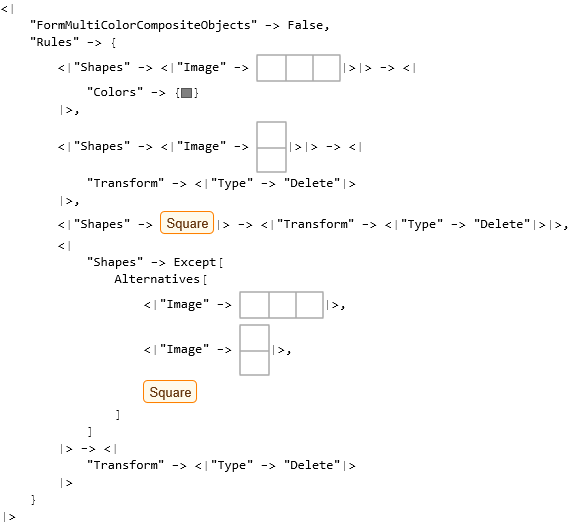 <|
"FormMultiColorCompositeObjects" -> False,
"Rules" -> {
<|"Shapes" -> <|"Image" -> |>|> -> <|
"Colors" -> {}
|>,
<|"Shapes" -> <|"Image" -> |>|> -> <|
"Transform" -> <|"Type" -> "Delete"|>
|>,
<|"Shapes" -> Square|> -> <|"Transform" -> <|"Type" -> "Delete"|>|>,
<|
"Shapes" -> Except[
Alternatives[
<|"Image" -> |>,
<|"Image" -> |>,
Square
]
]
|> -> <|
"Transform" -> <|"Type" -> "Delete"|>
|>
}
|>